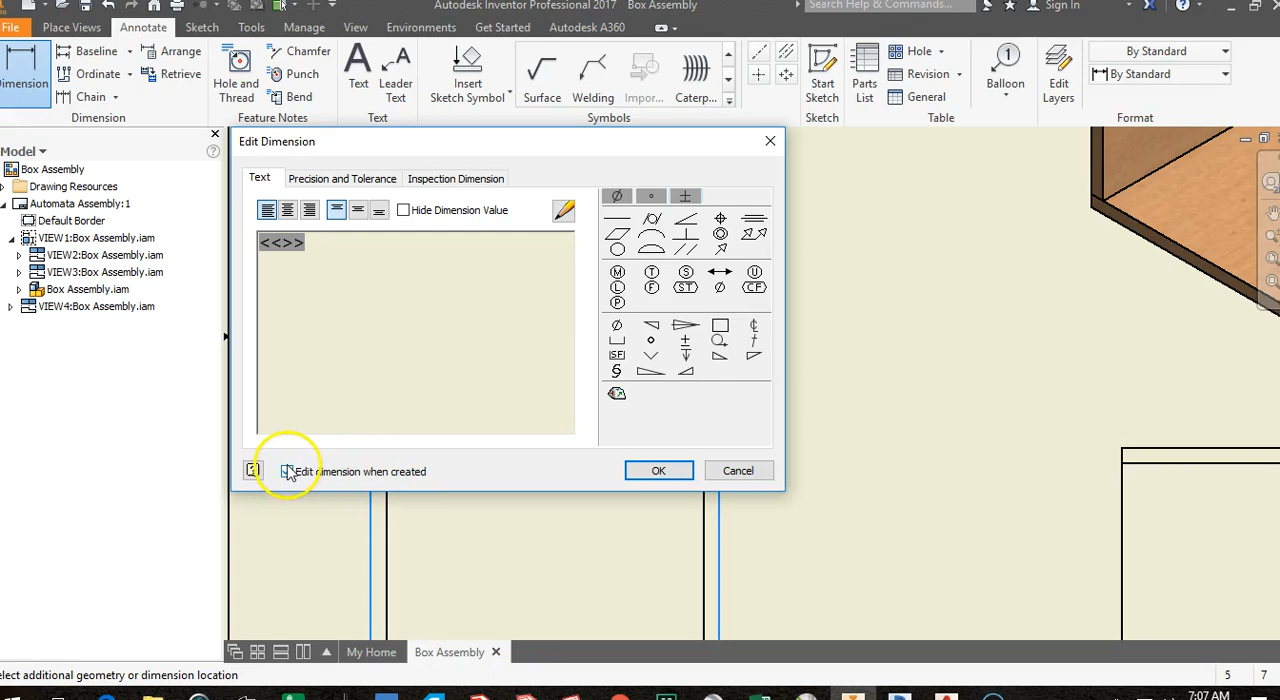 Autodesk Inventor Professional 2017 Box Assembly
Search Help & Commands...
Sign In
File
Place Views
Annotate
Sketch
Tools
Manage
View
Environments
Get Started
Autodesk A360
Dimension
Baseline
Ordinate
Chain
Arrange
Retrieve
Dimension
Hole and
Thread
Chamfer
Punch
Bend
Feature Notes
A
Text
A
Leader
Text
Text
Insert
Sketch Symbol
Surface
Welding
Impor...
Caterp...
Symbols
Start
Sketch
Sketch
Parts
List
Hole
Revision
General
Table
1
Balloon
Edit
Layers
By Standard
By Standard
Format
Model
Box Assembly
Drawing Resources
Automata Assembly:1
Default Border
VIEW1:Box Assembly.iam
VIEW2:Box Assembly.iam
VIEW3:Box Assembly.iam
Box Assembly.iam
VIEW4:Box Assembly.iam
Edit Dimension
Text
Precision and Tolerance
Inspection Dimension
Hide Dimension Value
<<>>
M T S U
L F ST CF
P
SF
Edit dimension when created
OK
Cancel
My Home
Box Assembly
elect additional geometry or dimension location
5
7
7:07 AM